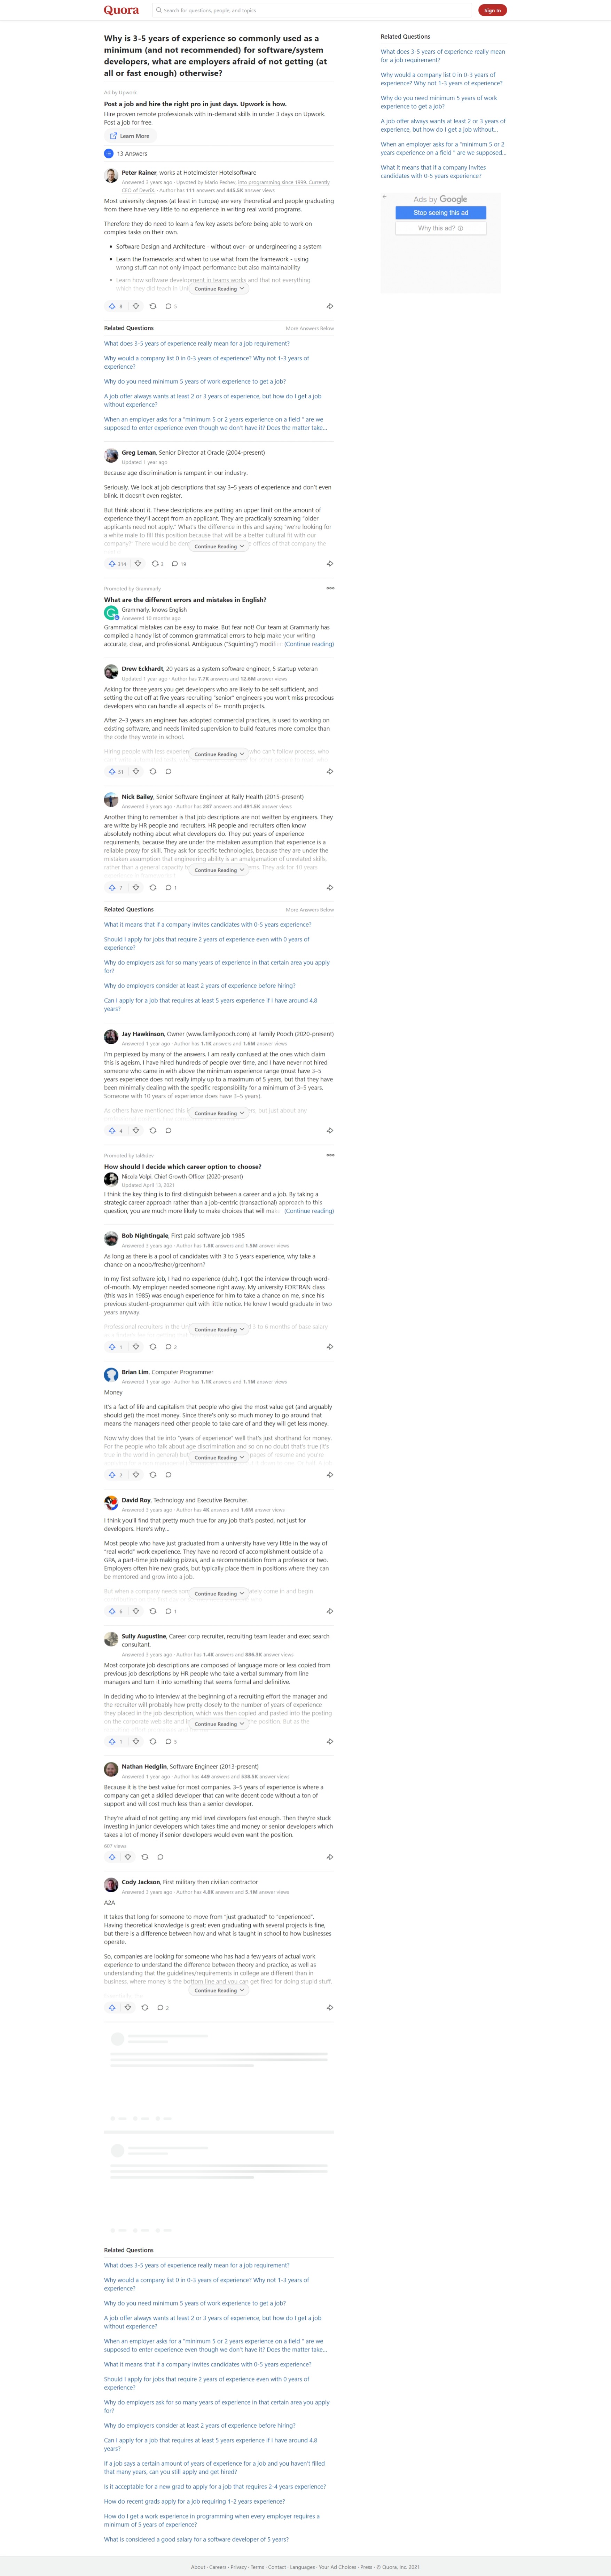 Quora
Search for questions, people, and topics
Sign In
Why is 3-5 years of experience so commonly used as a
minimum (and not recommended) for software/system
developers, what are employers afraid of not getting (at
all or fast enough) otherwise?
Ad by Upwork
Post a job and hire the right pro in just days. Upwork is how.
Hire proven remote professionals with in-demand skills in under 3 days on Upwork.
Post a job for free.
Learn More
13 Answers
Peter Rainer, works at Hotelmeister Hotelsoftware
Answered 3 years ago · Upvoted by Mario Peshev, into programming since 1999. Currently
CEO of DevriX. · Author has 111 answers and 445.5K answer views
Most university degrees (at least in Europe) are very theoretical and people graduating
from there have very little to no experience in writing real programs.
Therefore they do need to learn a few key assets before being able to work on
complex tasks on their own.
• Software Design and Architecture - without over- or underengineering a system
• Learn the frameworks and when to use what from the framework - using
wrong stuff can not only impact performance but also maintainability
• Learn how software development in teams works and that not everything
which they did teach is
Continue Reading
8
5
Related Questions
More Answers Below
What does 3-5 years of experience really mean for a job requirement?
Why would a company list 0 in 0-3 years of experience? Why not 1-3 years of
experience?
Why do you need minimum 5 years of work experience to get a job?
A job offer always wants at least 2 or 3 years of experience, but how do I get a job
without experience?
When an employer asks for a "minimum 5 or 2 years experience on a field " are we
supposed to enter experience even though we don't have it? Does the matter take...
Greg Leman, Senior Director at Oracle (2004-present)
Updated 1 year ago
Because age discrimination is rampant in our industry.
Seriously. We look at job descriptions that say 3–5 years of experience and don't even
blink. It doesn't even register.
But think about it. These descriptions are putting an upper limit on the amount of
experience they'll accept from an applicant. They are practically screaming "older
applicants need not apply." What's the difference in this and saying "we're looking for
a white male to fill this position because that will be a better cultural fit with our
company?" There would be
offices of that company the
Continue Reading
334
3
19
Promoted by Grammarly
What are the different errors and mistakes in English?
Grammarly, knows English
Answered 10 months ago
Grammatical mistakes can be easy to make. But fear not! Our team at Grammarly has
compiled a handy list of common grammatical errors to help make your writing
accurate, clear, and professional. Ambiguous ("Squinting") modifi (Continue reading)
Drew Eckhardt, 20 years as a system software engineer, 5 startup veteran
Updated 1 year ago · Author has 7.7K answers and 12.6M answer views
Asking for three years you get developers who are likely to be self sufficient, and
setting the cut off at five years recruiting "senior" engineers you won't miss precocious
developers who can handle aspects of 6+ month projects.
After 2–3 years an engineer has adopted commercial practices, is used to working on
existing software, and needs limited supervision to build features more complex than
the code they wrote in school.
Hiring people with less
who can't follow process, who
Continue Reading
51
Nick Bailey, Senior Software Engineer at Rally Health (2015-present)
Answered 3 years ago · Author has 287 answers and 491.5K answer views
Another thing to remember is that job descriptions are not written by engineers. They
are writte by HR people and recruiters. HR people and recruiters often know
absolutely nothing about what developers do. They put years of experience
requirements, because they are under the mistaken assumption that experience is a
reliable proxy for skill. They ask for specific technologies, because they are under the
mistaken assumption that engineering ability is an amalgamation of unrelated skills,
rather than a general capacity
They ask for 10 years
Continue Reading
7
1
Related Questions
More Answers Below
What it means that if a company invites candidates with 0-5 years experience?
Should I apply for jobs that require 2 years of experience even with 0 years of
experience?
Why do employers ask for so many years of experience in that certain area you apply
for?
Why do employers consider at least 2 years of experience before hiring?
Can I apply for a job that requires at least 5 years experience if I have around 4.8
years?
Jay Hawkinson, Owner (www.familypooch.com) at Family Pooch (2020-present)
Answered 1 year ago · Author has 1.1K answers and 1.6M answer views
I'm perplexed by many of the answers. I am really confused at the ones which claim
this is ageism. I have hired hundreds of people over time, and I have never not hired
someone who came in with above the minimum experience range (must have 3–5
years experience does not really imply up to a maximum of 5 years, but that they have
been minimally dealing with the specific responsibility for a minimum of 3–5 years.
Someone with 10 years of experience does have 3–5 years).
As others have mentioned this
but just about any
Continue Reading
4
Promoted by
How should I decide which career option to choose?
Nicola Volpi, Chief Growth Officer (2020-present)
Updated April 13, 2021
I think the key thing is to first distinguish between a career and a job. By taking a
strategic career approach rather than a job-centric (transactional) approach to this
question, you are much more likely to make choices that will mak (Continue reading)
Bob Nightingale, First paid software job 1985
Answered 3 years ago · Author has 1.8K answers and 1.5M answer views
As long as there is a pool of candidates with 3 to 5 years experience, why take a
chance on a noob/fresher/greenhorn?
In my first software job, I had no experience (duh!). I got the interview through word-
of-mouth. My employer needed someone right away. My university FORTRAN class
(this was in 1985) was enough experience for him to take a chance on me, since his
previous student-programmer quit with little notice. He knew I would graduate in two
years anyway.
Professional recruiters in the
3 to 6 months of base salary
Continue Reading
1
2
Brian Lim, Computer Programmer
Answered 1 year ago · Author has 1.1K answers and 1.1M answer views
Money
It's a fact of life and capitalism that people who give the most value get (and arguably
should get) the most money. Since there's only so much money to go around that
means the managers need other people to take care of and they will get less money.
Now why does that tie into "years of experience" well that's just shorthand for money.
For the people who talk about age discrimination and so on no doubt that's true (it's
true in the world in general)
pages of resume and you're
Continue Reading
2
David Roy, Technology and Executive Recruiter.
Answered 3 years ago · Author has 4K answers and 1.6M answer views
I think you'll find that pretty much true for any job that's posted, not just for
developers. Here's why...
Most people who have just graduated from a university have very little in the way of
"real world" work experience. They have no record of accomplishment outside of a
GPA, a part-time job making pizzas, and a recommendation from a professor or two.
Employers often hire new grads, but typically place them in positions where they can
be mentored and grow into a job.
But when a company needs
come in and begin
Continue Reading
6
1
Sully Augustine, Career corp recruiter, recruiting team leader and exec search
consultant.
Answered 3 years ago · Author has 1.4K answers and 886.3K answer views
Most corporate job descriptions are composed of language more or less copied from
previous job descriptions by HR people who take a verbal summary from line
managers and turn it into something that seems formal and definitive.
In deciding who to interview at the beginning of a recruiting effort the manager and
the recruiter will probably hew pretty closely to the number of years of experience
they placed in the job description, which was then copied and pasted into the posting
on the corporate web site and
the position. But as the
Continue Reading
1
5
Nathan Hedglin, Software Engineer (2013-present)
Answered 1 year ago · Author has 449 answers and 538.5K answer views
Because it is the best value for most companies. 3–5 years of experience is where a
company can get a skilled developer that can write decent code without a ton of
support and will cost much less than a senior developer.
They're afraid of not getting any mid level developers fast enough. Then they're stuck
investing in junior developers which takes time and money or senior developers which
takes a lot of money if senior developers would even want the position.
607 views
Cody Jackson, First military then civilian contractor
Answered 3 years ago · Author has 4.8K answers and 5.1M answer views
A2A
It takes that long for someone to move from "just graduated" to "experienced".
Having theoretical knowledge is great; even graduating with several projects is fine,
but there is a difference between how and what is taught in school to how businesses
operate.
So, companies are looking for someone who has had a few years of actual work
experience to understand the difference between theory and practice, as well as
understanding that the guidelines/requirements in college are different than in
business, where money is the bottom line and you can get fired for doing stupid stuff.
Continue Reading
2
Related Questions
What does 3-5 years of experience really mean for a job requirement?
Why would a company list 0 in 0-3 years of experience? Why not 1-3 years of
experience?
Why do you need minimum 5 years of work experience to get a job?
A job offer always wants at least 2 or 3 years of experience, but how do I get a job
without experience?
When an employer asks for a "minimum 5 or 2 years experience on a field " are we
supposed to enter experience even though we don't have it? Does the matter take...
What it means that if a company invites candidates with 0-5 years experience?
Should I apply for jobs that require 2 years of experience even with 0 years of
experience?
Why do employers ask for so many years of experience in that certain area you apply
for?
Why do employers consider at least 2 years of experience before hiring?
Can I apply for a job that requires at least 5 years experience if I have around 4.8
years?
If a job says a certain amount of years of experience for a job and you haven't filled
that many years, can you still apply and get hired?
Is it acceptable for a new grad to apply for a job that requires 2-4 years experience?
How do recent grads apply for a job requiring 1-2 years experience?
How do I get a work experience in programming when every employer requires a
minimum of 5 years of experience?
What is considered a good salary for a software developer of 5 years?
Related Questions
What does 3-5 years of experience really mean
for a job requirement?
Why would a company list 0 in 0-3 years of
experience? Why not 1-3 years of experience?
Why do you need minimum 5 years of work
experience to get a job?
A job offer always wants at least 2 or 3 years of
experience, but how do I get a job without...
When an employer asks for a "minimum 5 or 2
years experience on a field " are we supposed...
What it means that if a company invites
candidates with 0-5 years experience?
Ads by Google
Stop seeing this ad
Why this ad?
About · Careers · Privacy · Terms · Contact · Languages · Your Ad Choices · Press · © Quora, Inc. 2021